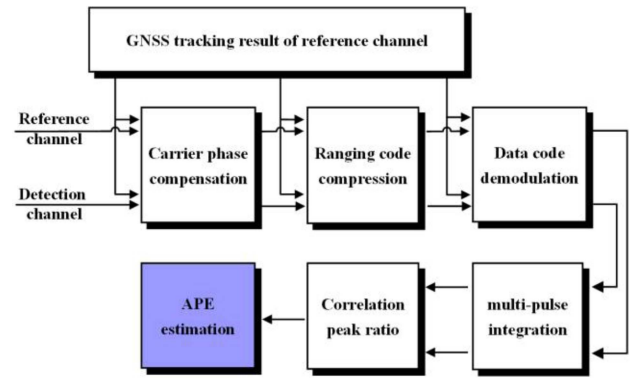 GNSS tracking result of reference channel
Reference
channel
Carrier phase
compensation
Ranging code
compression
Data code
demodulation
Detection
channel
APE
estimation
Correlation
peak ratio
multi-pulse
integration